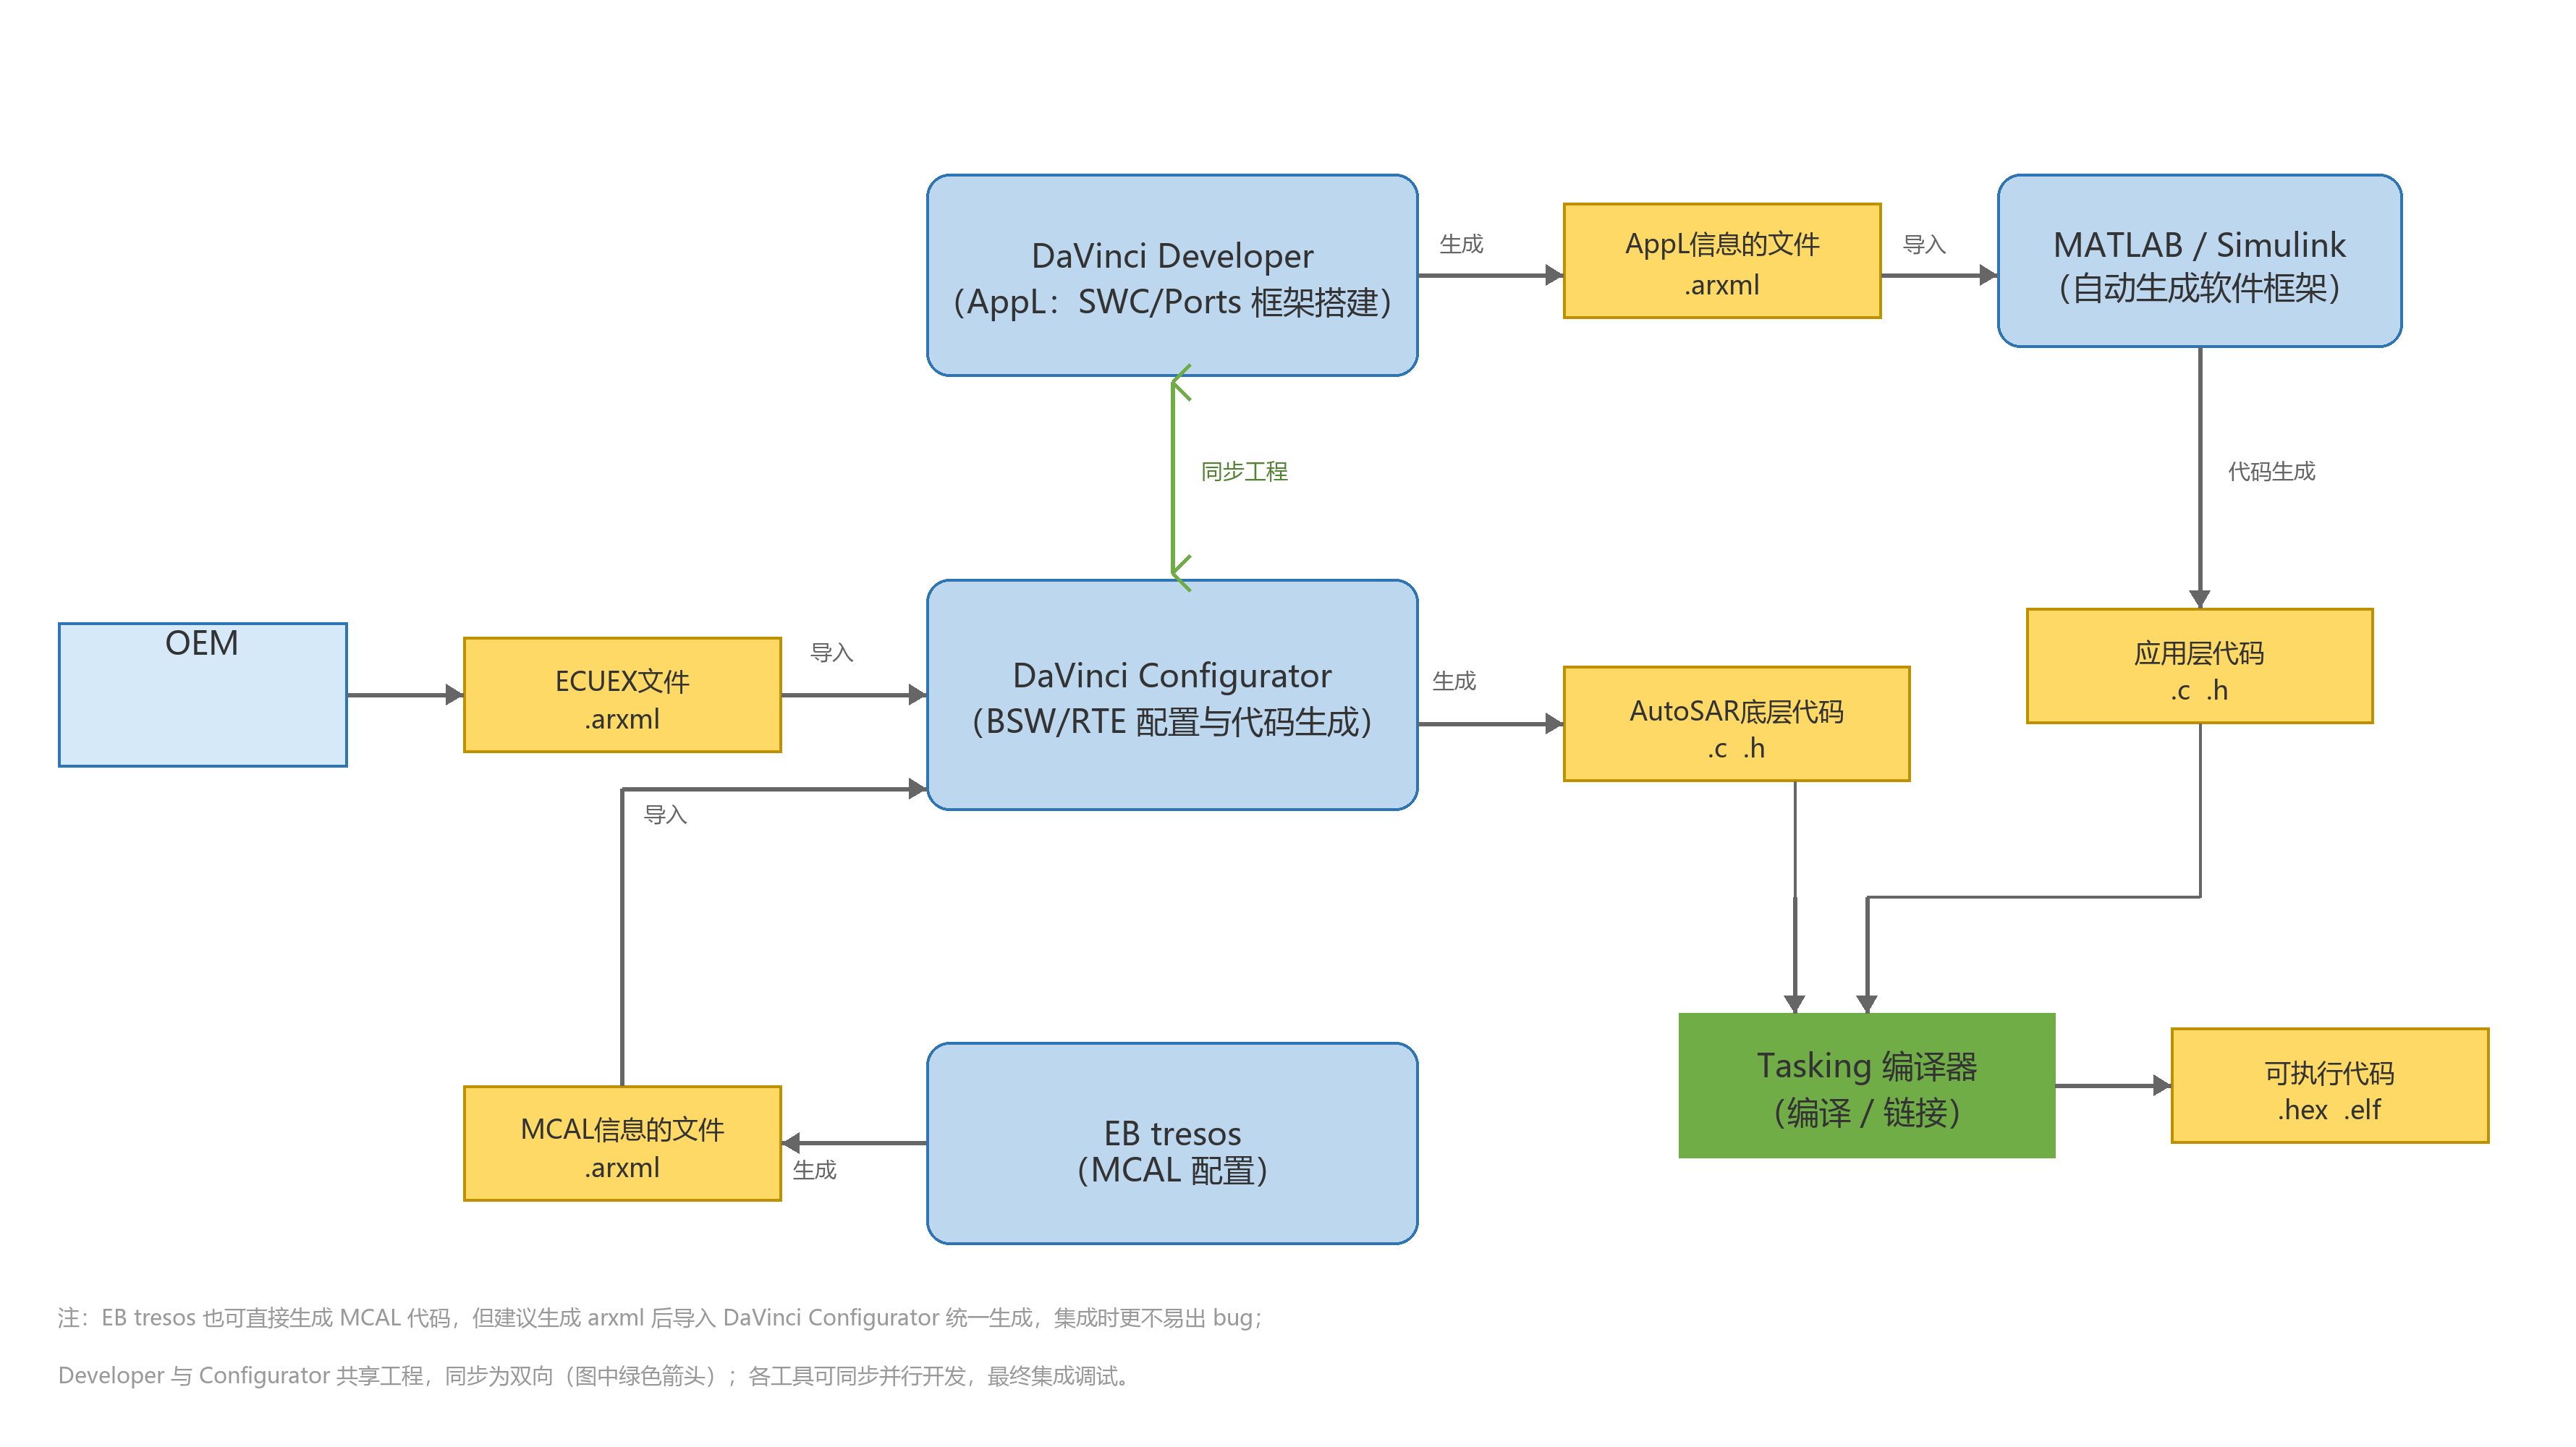 DaVinci Developer
（AppL：SWC/Ports 框架搭建）
生成
AppL信息的文件
.arxml
导入
MATLAB / Simulink
（自动生成软件框架）
同步工程
代码生成
OEM
ECUEX文件
.arxml
导入
DaVinci Configurator
（BSW/RTE 配置与代码生成）
生成
AutoSAR底层代码
.c .h
应用层代码
.c .h
导入
MCAL信息的文件
.arxml
生成
EB tresos
（MCAL 配置）
Tasking 编译器
（编译 / 链接）
可执行代码
.hex .elf
注：EB tresos 也可直接生成 MCAL 代码，但建议生成 arxml 后导入 DaVinci Configurator 统一生成，集成时更不易出 bug；
Developer 与 Configurator 共享工程，同步为双向（图中绿色箭头）；各工具可同步并行开发，最终集成调试。